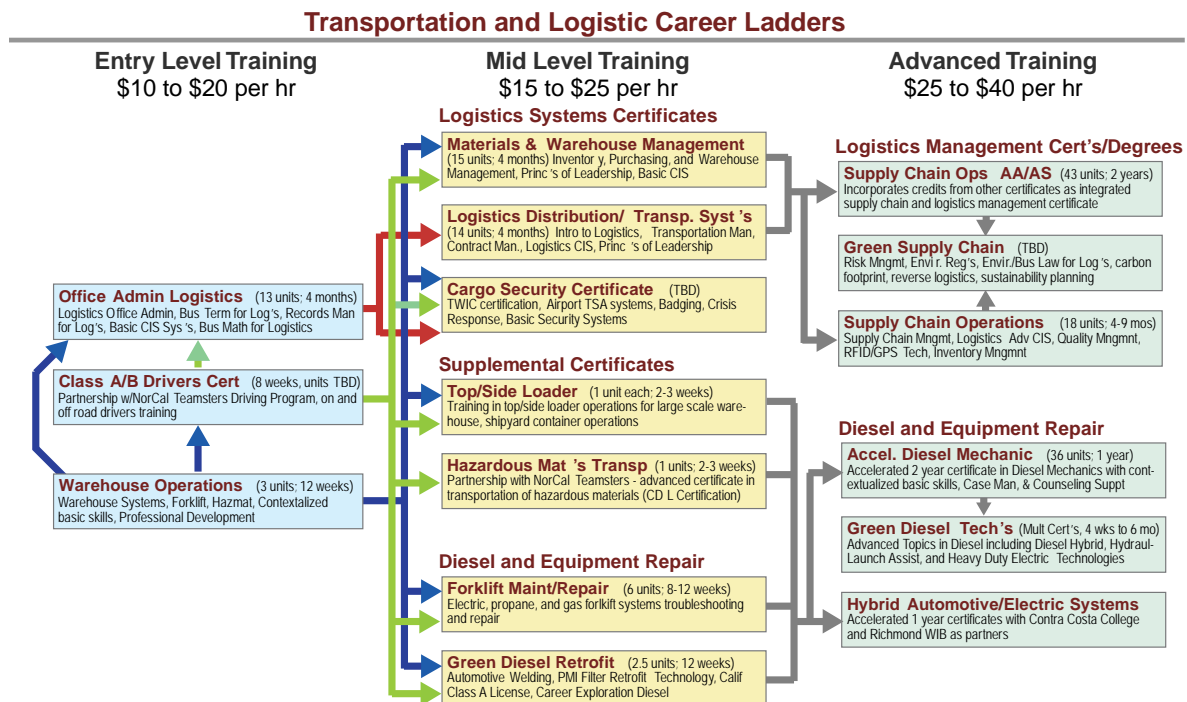 Transportation and Logistic Career Ladders
Entry Level Training
$10 to $20 per hr
Office Admin Logistics (13 units; 4 months)
Logistics Office Admin, Bus Term for Log's, Records Man
for Log's, Basic CIS Sys 's, Bus Math for Logistics
Class A/B Drivers Cert (8 weeks, units TBD)
Partnership w/NorCal Teamsters Driving Program, on and
off road drivers training
Warehouse Operations (3 units; 12 weeks)
Warehouse Systems, Forklift, Hazmat, Contextalized
basic skills, Professional Development
Mid Level Training
$15 to $25 per hr
Logistics Systems Certificates
Materials & Warehouse Management
(15 units; 4 months) Inventor y, Purchasing, and Warehouse
Management, Princ 's of Leadership, Basic CIS
Logistics Distribution/ Transp. Syst 's
(14 units; 4 months) Intro to Logistics, Transportation Man,
Contract Man., Logistics CIS, Princ 's of Leadership
Cargo Security Certificate (TBD)
TWIC certification, Airport TSA systems, Badging, Crisis
Response, Basic Security Systems
Supplemental Certificates
Top/Side Loader (1 unit each; 2-3 weeks)
Training in top/side loader operations for large scale ware-
house, shipyard container operations
Hazardous Mat 's Transp (1 units; 2-3 weeks)
Partnership with NorCal Teamsters - advanced certificate in
transportation of hazardous materials (CD L Certification)
Diesel and Equipment Repair
Forklift Maint/Repair (6 units; 8-12 weeks)
Electric, propane, and gas forlkift systems troubleshooting
and repair
Green Diesel Retrofit (2.5 units; 12 weeks)
Automotive Welding, PMI Filter Retrofit Technology, Calif
Class A License, Career Exploration Diesel
Advanced Training
$25 to $40 per hr
Logistics Management Cert's/Degrees
Supply Chain Ops AA/AS (43 units; 2 years)
Incorporates credits from other certificates as integrated
supply chain and logistics management certificate
Green Supply Chain (TBD)
Risk Mngmt, Envi r. Reg's, Envir./Bus Law for Log 's, carbon
footprint, reverse logistics, sustainability planning
Supply Chain Operations (18 units; 4-9 mos)
Supply Chain Mngmt, Logistics Adv CIS, Quality Mngmnt,
RFID/GPS Tech, Inventory Mngmnt
Diesel and Equipment Repair
Accel. Diesel Mechanic (36 units; 1 year)
Accelerated 2 year certificate in Diesel Mechanics with cont-
extualized basic skills, Case Man, & Counseling Suppt
Green Diesel Tech's (Mult Cert's, 4 wks to 6 mo)
Advanced Topics in Diesel including Diesel Hybrid, Hydraul-
Launch Assist, and Heavy Duty Electric Technologies
Hybrid Automotive/Electric Systems
Accelerated 1 year certificates with Contra Costa College
and Richmond WIB as partners